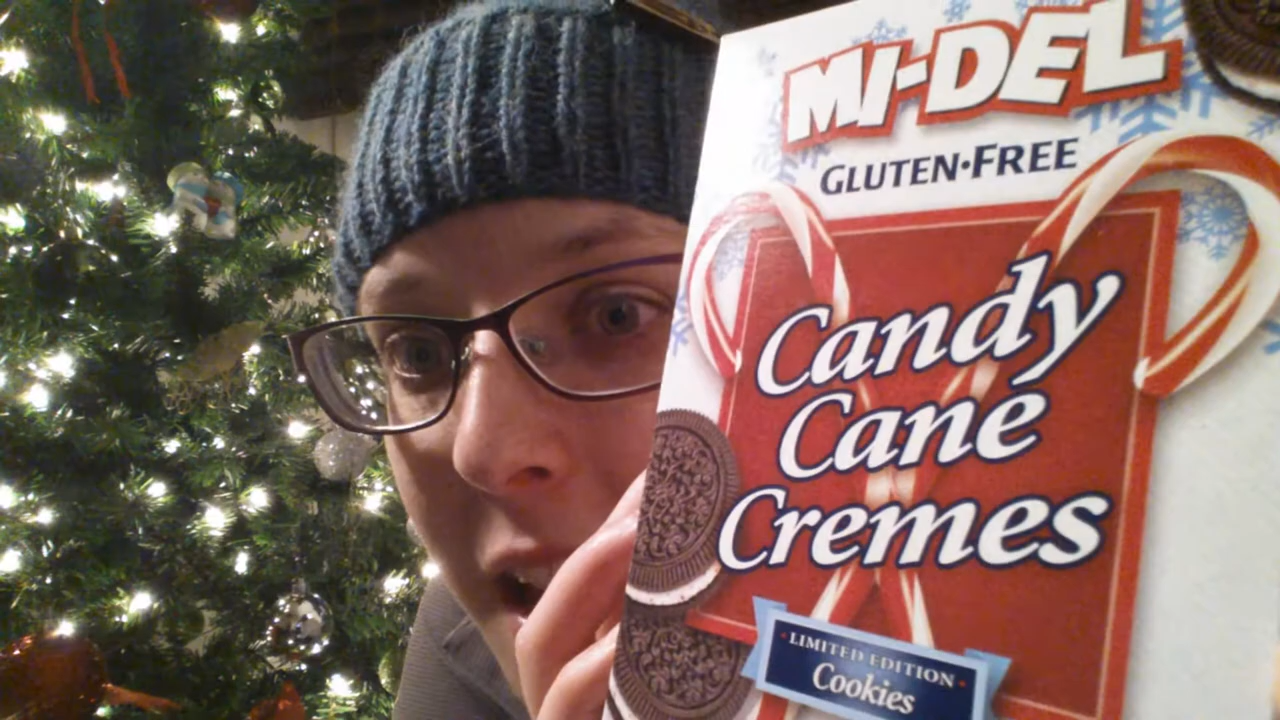 MI-DEL
GLUTEN•FREE
Candy
Cane
Cremes
•LIMITED EDITION•
Cookies